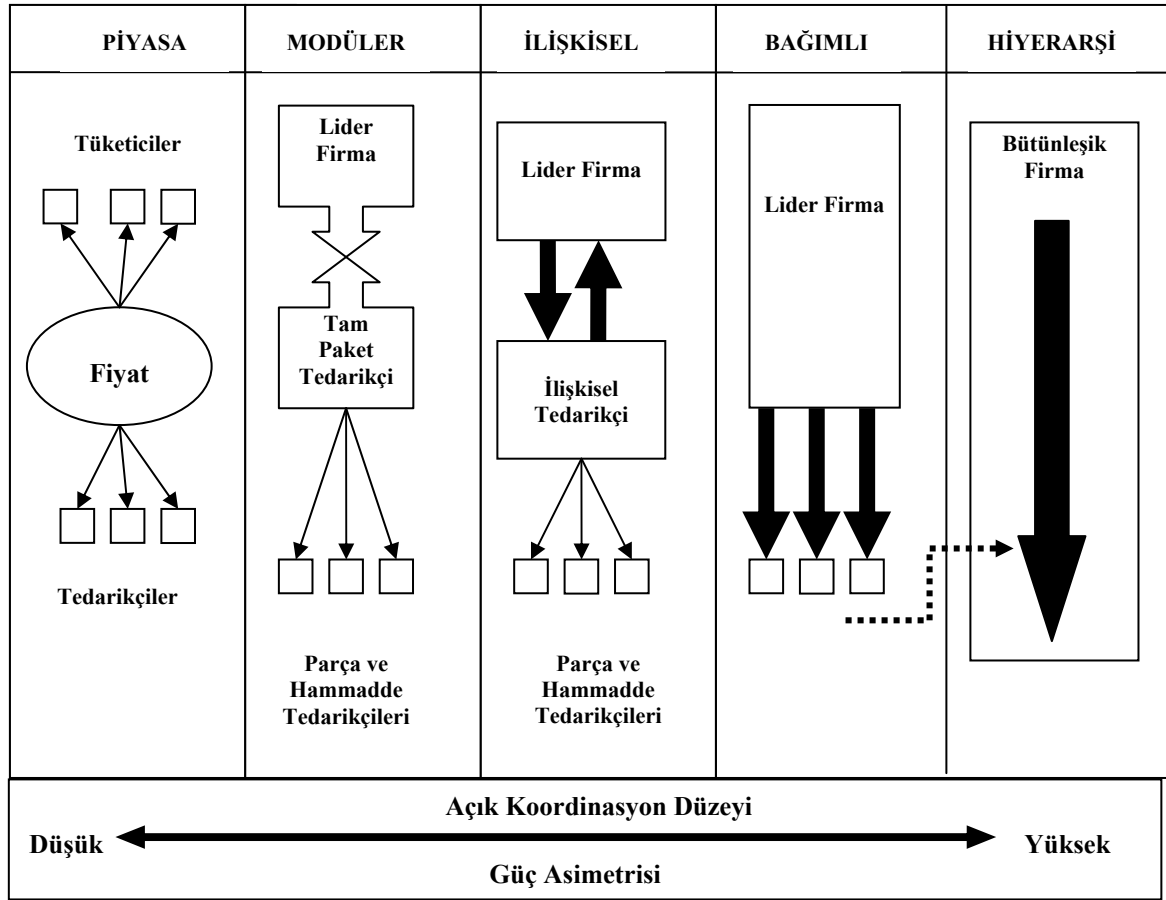 PİYASA
MODÜLER
İLİŞKİSEL
BAĞIMLI
HİYERARŞİ
Tüketiciler
Fiyat
Tedarikçiler
Lider
Firma
Tam
Paket
Tedarikçi
Parça ve
Hammadde
Tedarikçileri
Lider Firma
İlişkisel
Tedarikçi
Parça ve
Hammadde
Tedarikçileri
Lider Firma
Bütünleşik
Firma
Açık Koordinasyon Düzeyi
Düşük
Yüksek
Güç Asimetrisi